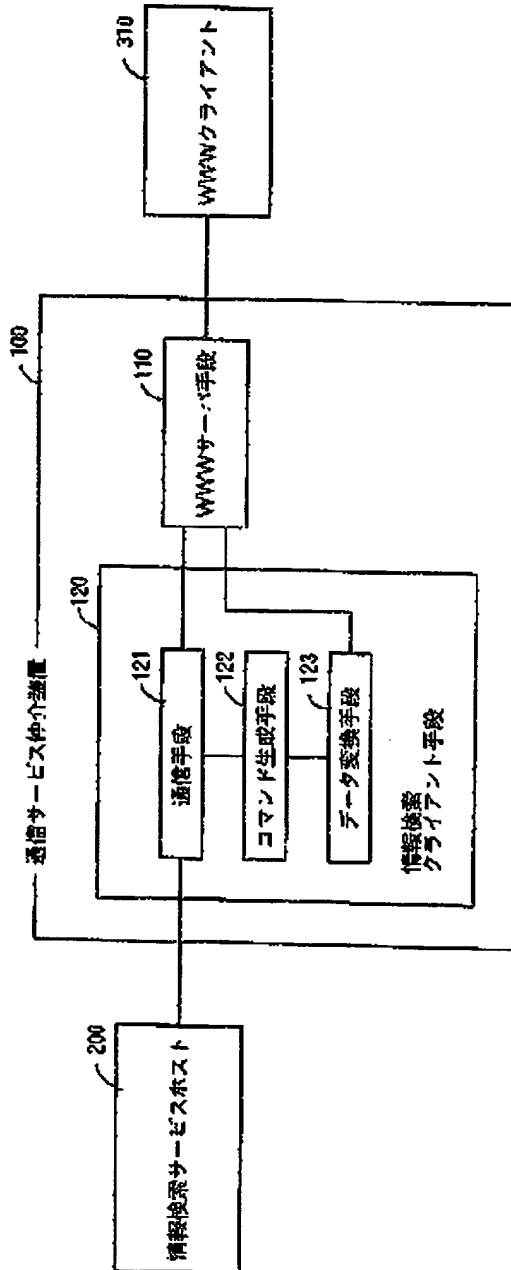 通信サービス仲介装置
100
200
情報検索サービスホスト
120
121
通信手段
122
コマンド生成手段
123
データ変換手段
情報検索
クライアント手段
110
WWWサーバ手段
310
WWWクライアント